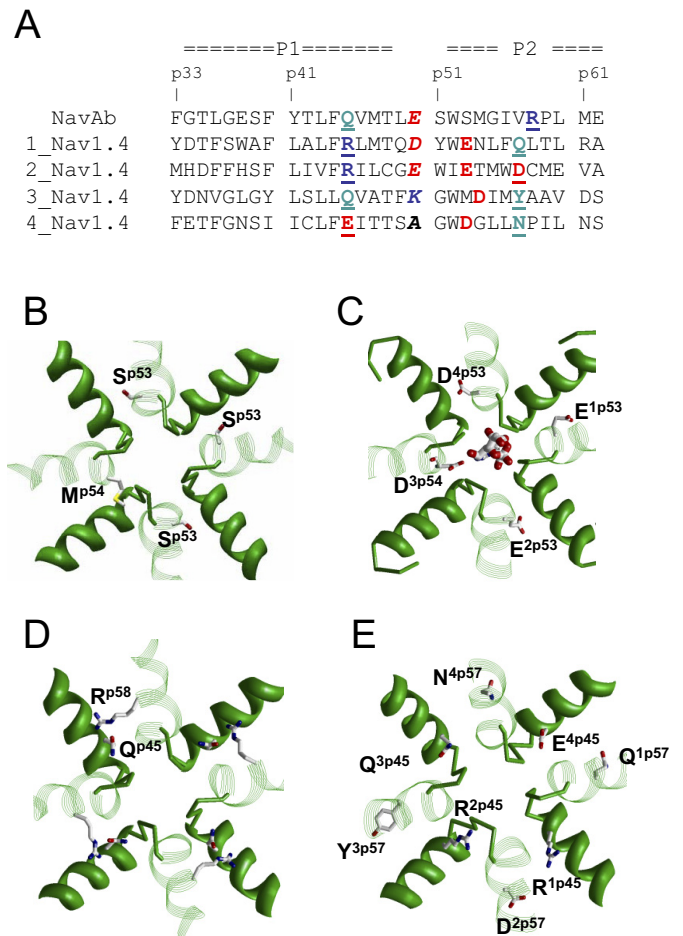 A
=======P1======= ==== P2 ====
p33 p41 p51 p61
| | | |
NavAb FGTLGESF YTLFQVMTLE SWSMGIVRPL ME
1_Nav1.4 YDTFSWAF LALFRLMTQD YWENLFQLTL RA
2_Nav1.4 MHDFFHSF LIVFRILCGE WIETMWDCME VA
3_Nav1.4 YDNVGLGY LSLLQVATFK GWMDIMYAAV DS
4_Nav1.4 FETFGNSI ICLFEITTSA GWDGLLNPIL NS
B
C
Sp53
Sp53
Mp54
Sp53
D4p53
E1p53
D3p54
E2p53
D
E
Rp58
Qp45
N4p57
E4p45
Q1p57
Q3p45
R2p45
Y3p57
R1p45
D2p57